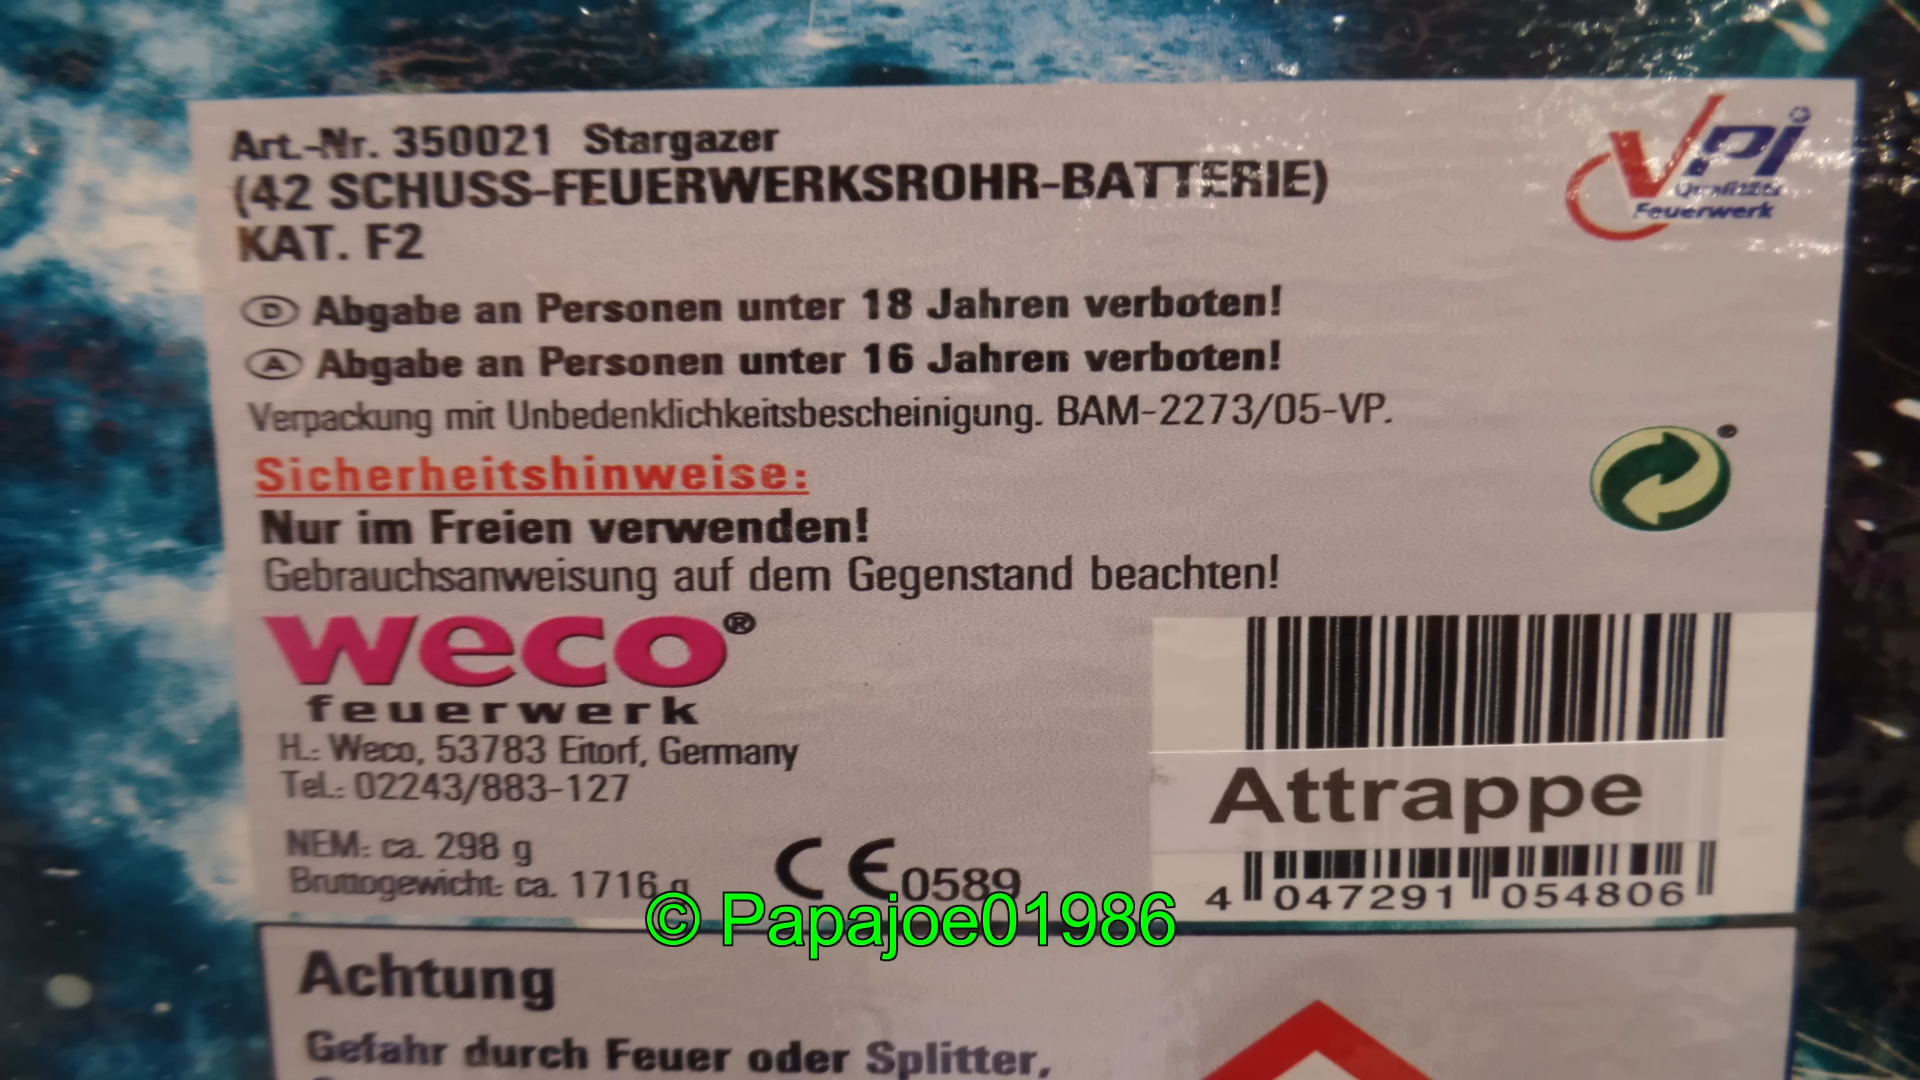 Art.-Nr. 350021 Stargazer
(42 SCHUSS-FEUERWERKSROHR-BATTERIE)
KAT. F2
VPi
Qualitäts
Feuerwerk
D Abgabe an Personen unter 18 Jahren verboten!
A Abgabe an Personen unter 16 Jahren verboten!
Verpackung mit Unbedenklichkeitsbescheinigung. BAM-2273/05-VP.
Sicherheitshinweise:
Nur im Freien verwenden!
Gebrauchsanweisung auf dem Gegenstand beachten!
weco®
feuerwerk
H.: Weco, 53783 Eitorf, Germany
Tel.: 02243/883-127
NEM: ca. 298 g
Bruttogewicht: ca. 1716 g
CE 0589
Attrappe
4 047291 054806
© Papajoe01986
Achtung
Gefahr durch Feuer oder Splitter,